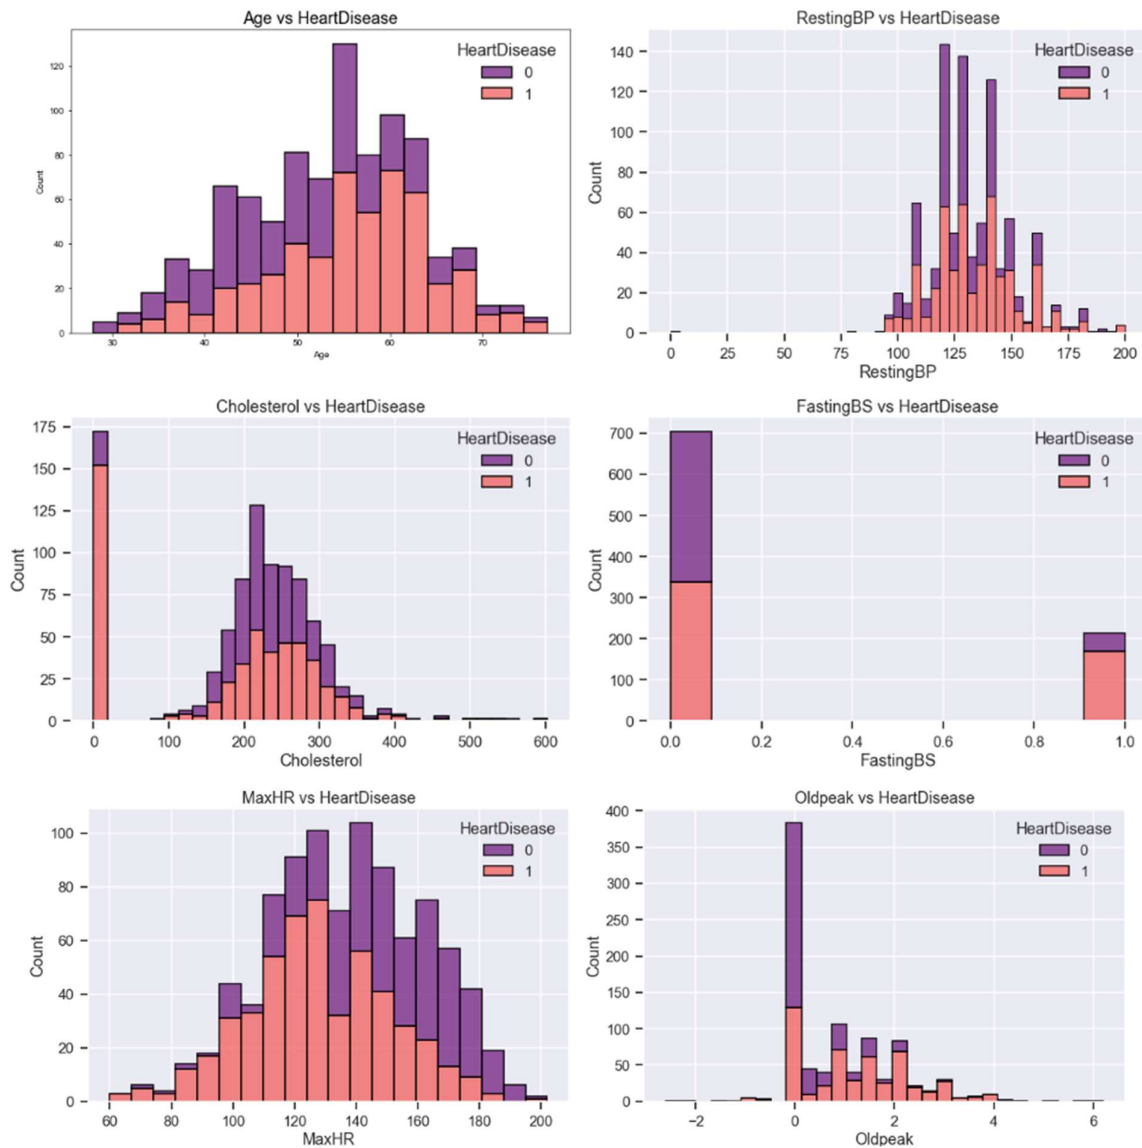 Age vs HeartDisease
HeartDisease
0
1
120
100
80
60
40
20
0
Count
30 40 50 60 70
Age
RestingBP vs HeartDisease
HeartDisease
0
1
140
120
100
80
60
40
20
0
Count
0 25 50 75 100 125 150 175 200
RestingBP
Cholesterol vs HeartDisease
HeartDisease
0
1
175
150
125
100
75
50
25
0
Count
0 100 200 300 400 500 600
Cholesterol
FastingBS vs HeartDisease
HeartDisease
0
1
700
600
500
400
300
200
100
0
Count
0.0 0.2 0.4 0.6 0.8 1.0
FastingBS
MaxHR vs HeartDisease
HeartDisease
0
1
100
80
60
40
20
0
Count
60 80 100 120 140 160 180 200
MaxHR
Oldpeak vs HeartDisease
HeartDisease
0
1
400
350
300
250
200
150
100
50
0
Count
−2 0 2 4 6
Oldpeak